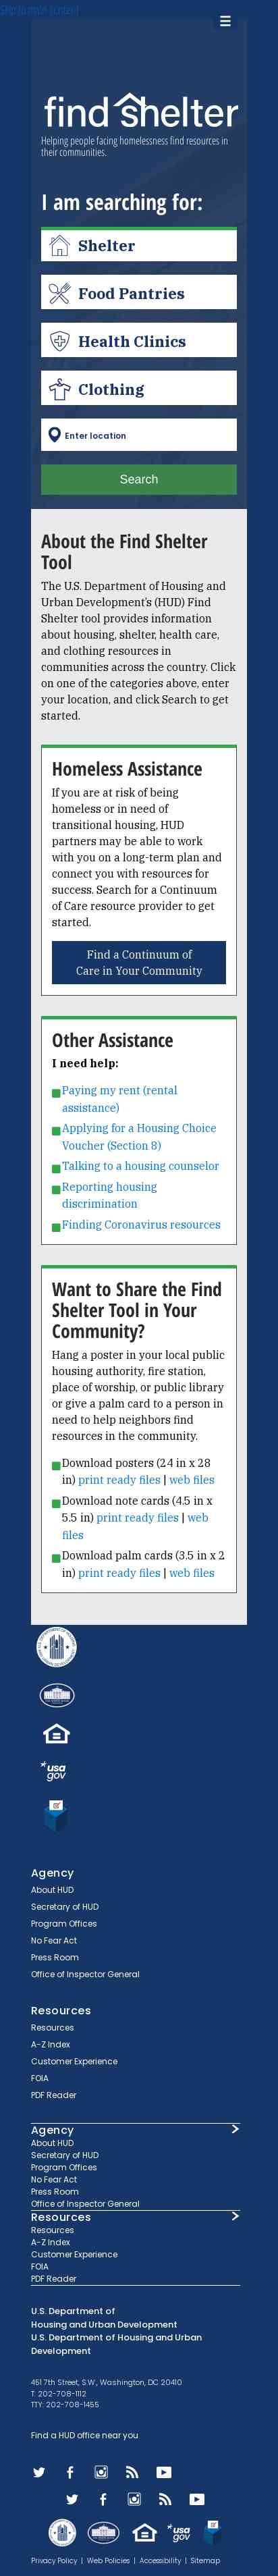 Skip to main content
find shelter
Helping people facing homelessness find resources in
their communities.
I am searching for:
Shelter
Food Pantries
Health Clinics
Clothing
Enter location
Search
About the Find Shelter
Tool
The U.S. Department of Housing and
Urban Development's (HUD) Find
Shelter tool provides information
about housing, shelter, health care,
and clothing resources in
communities across the country. Click
on one of the categories above, enter
your location, and click Search to get
started.
Homeless Assistance
If you are at risk of being
homeless or in need of
transitional housing, HUD
partners may be able to work
with you on a long-term plan and
connect you with resources for
success. Search for a Continuum
of Care resource provider to get
started.
Find a Continuum of
Care in Your Community
Other Assistance
I need help:
Paying my rent (rental
assistance)
Applying for a Housing Choice
Voucher (Section 8)
Talking to a housing counselor
Reporting housing
discrimination
Finding Coronavirus resources
Want to Share the Find
Shelter Tool in Your
Community?
Hang a poster in your local public
housing authority, fire station,
place of worship, or public library
or give a palm card to a person in
need to help neighbors find
resources in the community.
Download posters (24 in x 28
in) print ready files | web files
Download note cards (4.5 in x
5.5 in) print ready files | web
files
Download palm cards (3.5 in x 2
in) print ready files | web files
usa
gov
Agency
About HUD
Secretary of HUD
Program Offices
No Fear Act
Press Room
Office of Inspector General
Resources
Resources
A-Z Index
Customer Experience
FOIA
PDF Reader
Agency
About HUD
Secretary of HUD
Program Offices
No Fear Act
Press Room
Office of Inspector General
Resources
Resources
A-Z Index
Customer Experience
FOIA
PDF Reader
U.S. Department of
Housing and Urban Development
U.S. Department of Housing and Urban
Development
451 7th Street, S.W., Washington, DC 20410
T: 202-708-1112
TTY: 202-708-1455
Find a HUD office near you
usa
gov
Privacy Policy | Web Policies | Accessibility | Sitemap